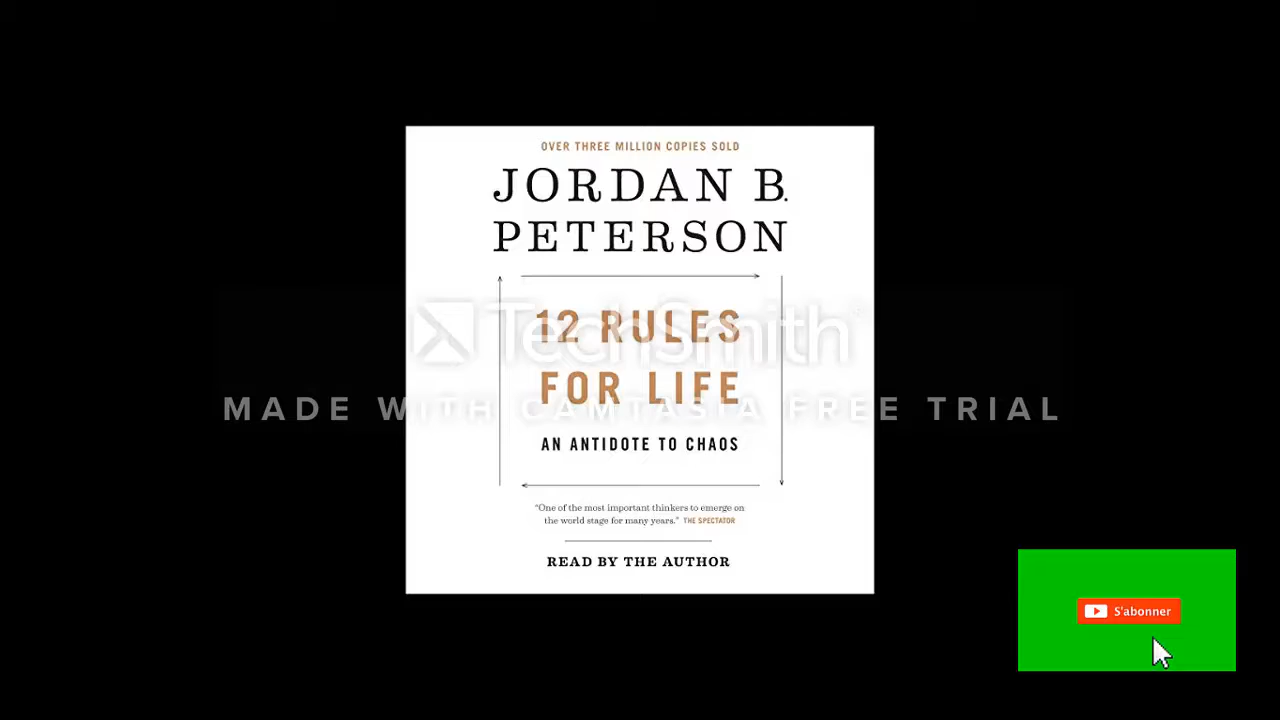 OVER THREE MILLION COPIES SOLD
JORDAN B.
PETERSON
TechSmith
12 RULES
FOR LIFE
MADE WITH CAMTASIA FREE TRIAL
AN ANTIDOTE TO CHAOS
“One of the most important thinkers to emerge on
the world stage for many years.” THE SPECTATOR
READ BY THE AUTHOR
S'abonner